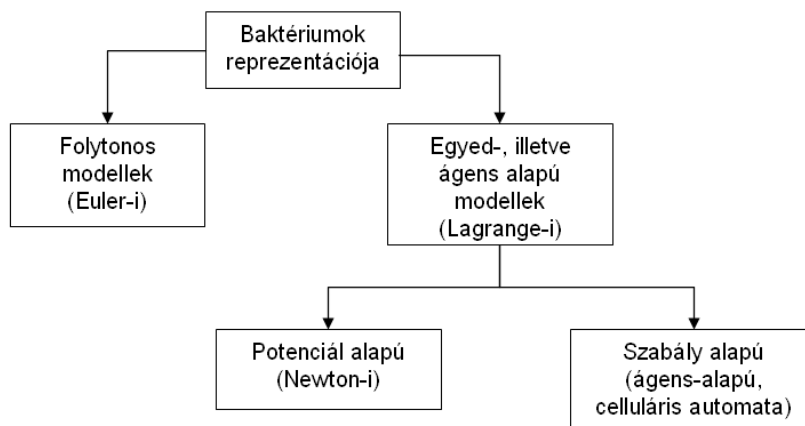 Baktériumok
reprezentációja
Folytonos
modellek
(Euler-i)
Egyed-, illetve
ágens alapú
modellek
(Lagrange-i)
Potenciál alapú
(Newton-i)
Szabály alapú
(ágens-alapú,
celluláris automata)